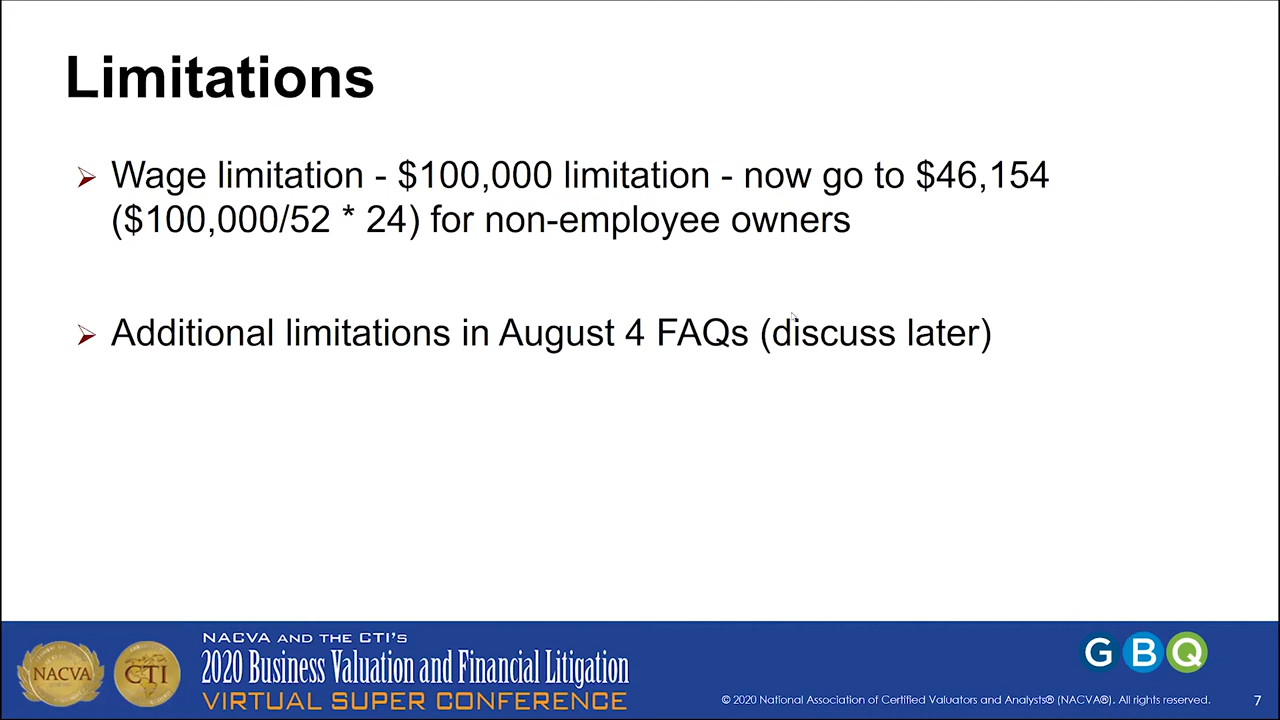 Limitations
Wage limitation - $100,000 limitation - now go to $46,154
($100,000/52 * 24) for non-employee owners
Additional limitations in August 4 FAQs (discuss later)
NACVA AND THE CTI'S
2020 Business Valuation and Financial Litigation
VIRTUAL SUPER CONFERENCE
NACVA
CTI
GBQ
© 2020 National Association of Certified Valuators and Analysts® (NACVA®). All rights reserved.
7